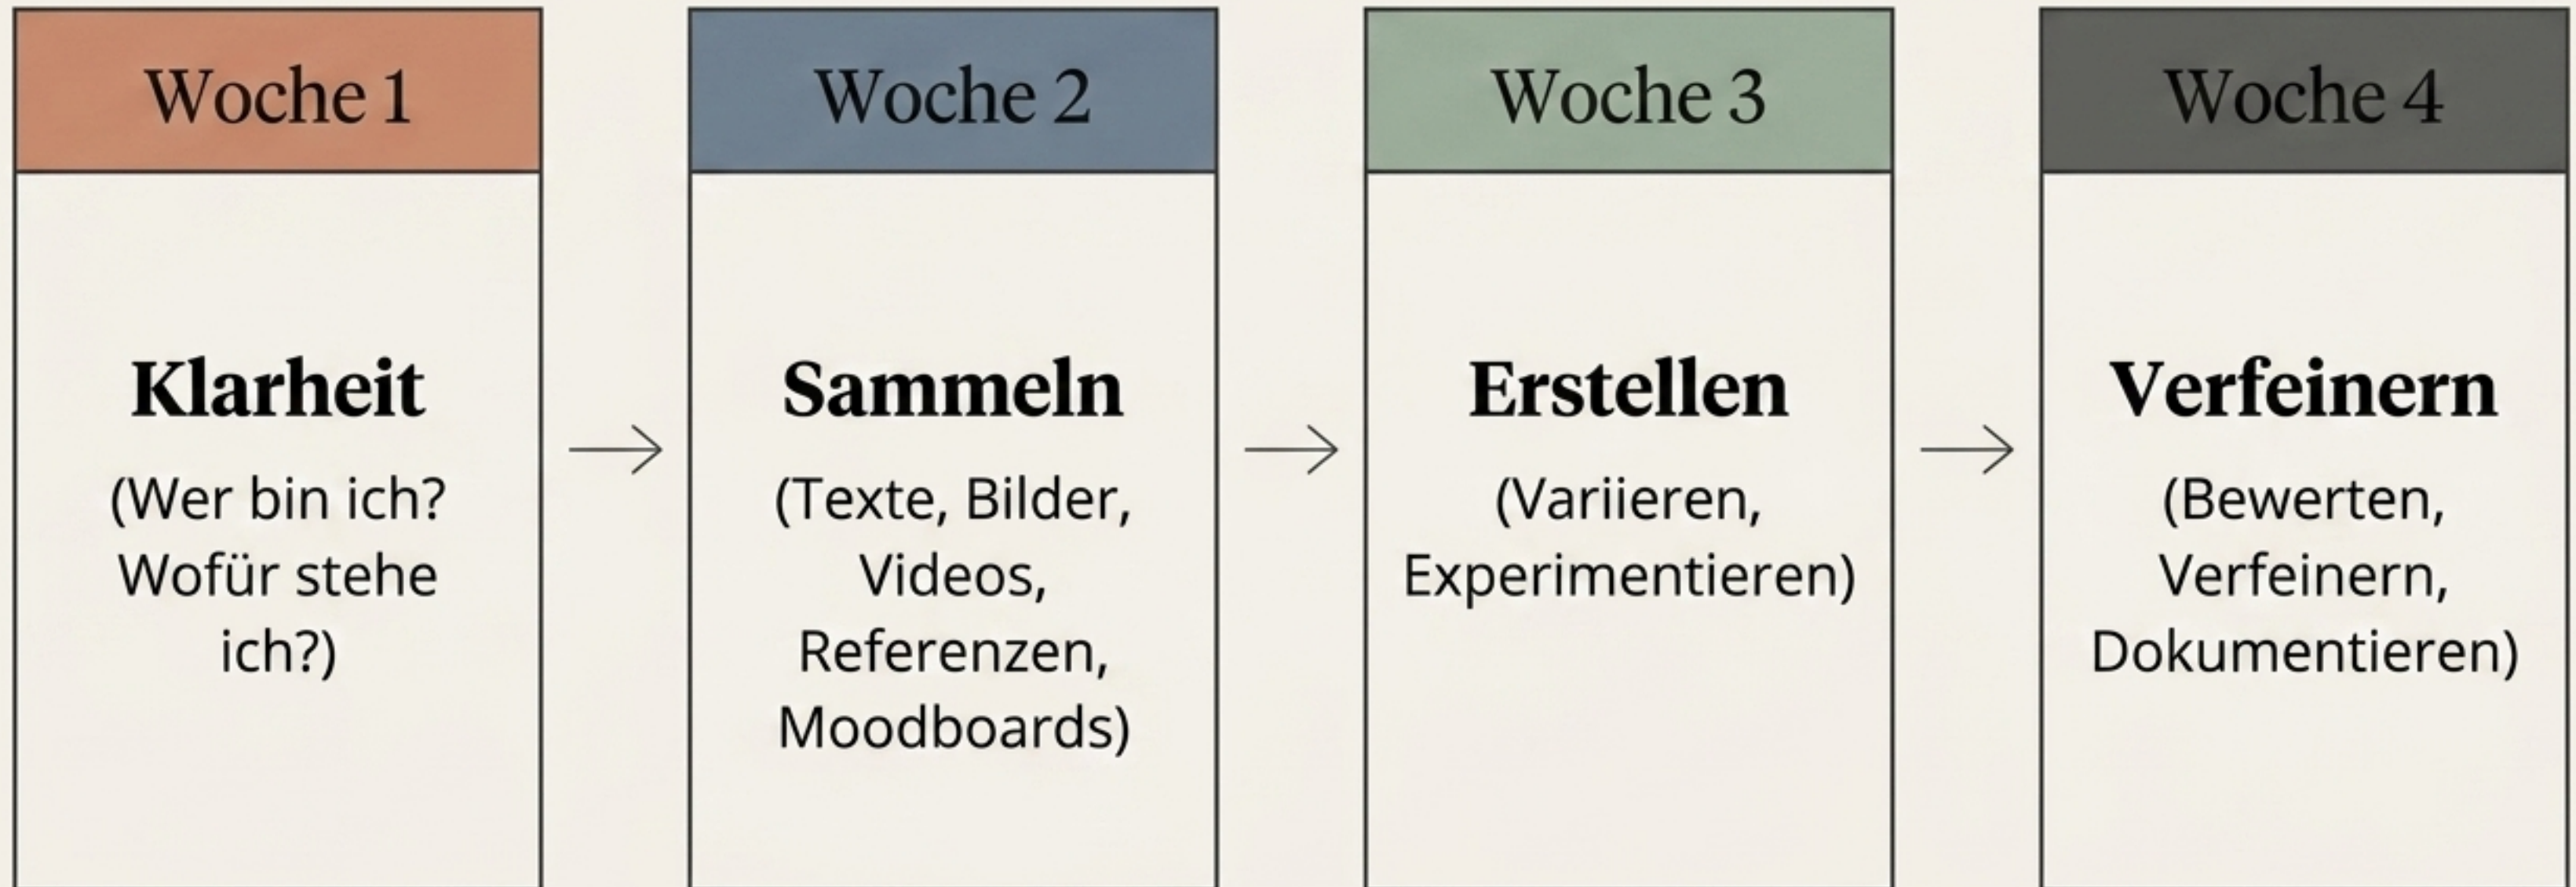 Woche 1
Klarheit
(Wer bin ich?
Wofür stehe
ich?)
Woche 2
Sammeln
(Texte, Bilder,
Videos,
Referenzen,
Moodboards)
Woche 3
Erstellen
(Variieren,
Experimentieren)
Woche 4
Verfeinern
(Bewerten,
Verfeinern,
Dokumentieren)